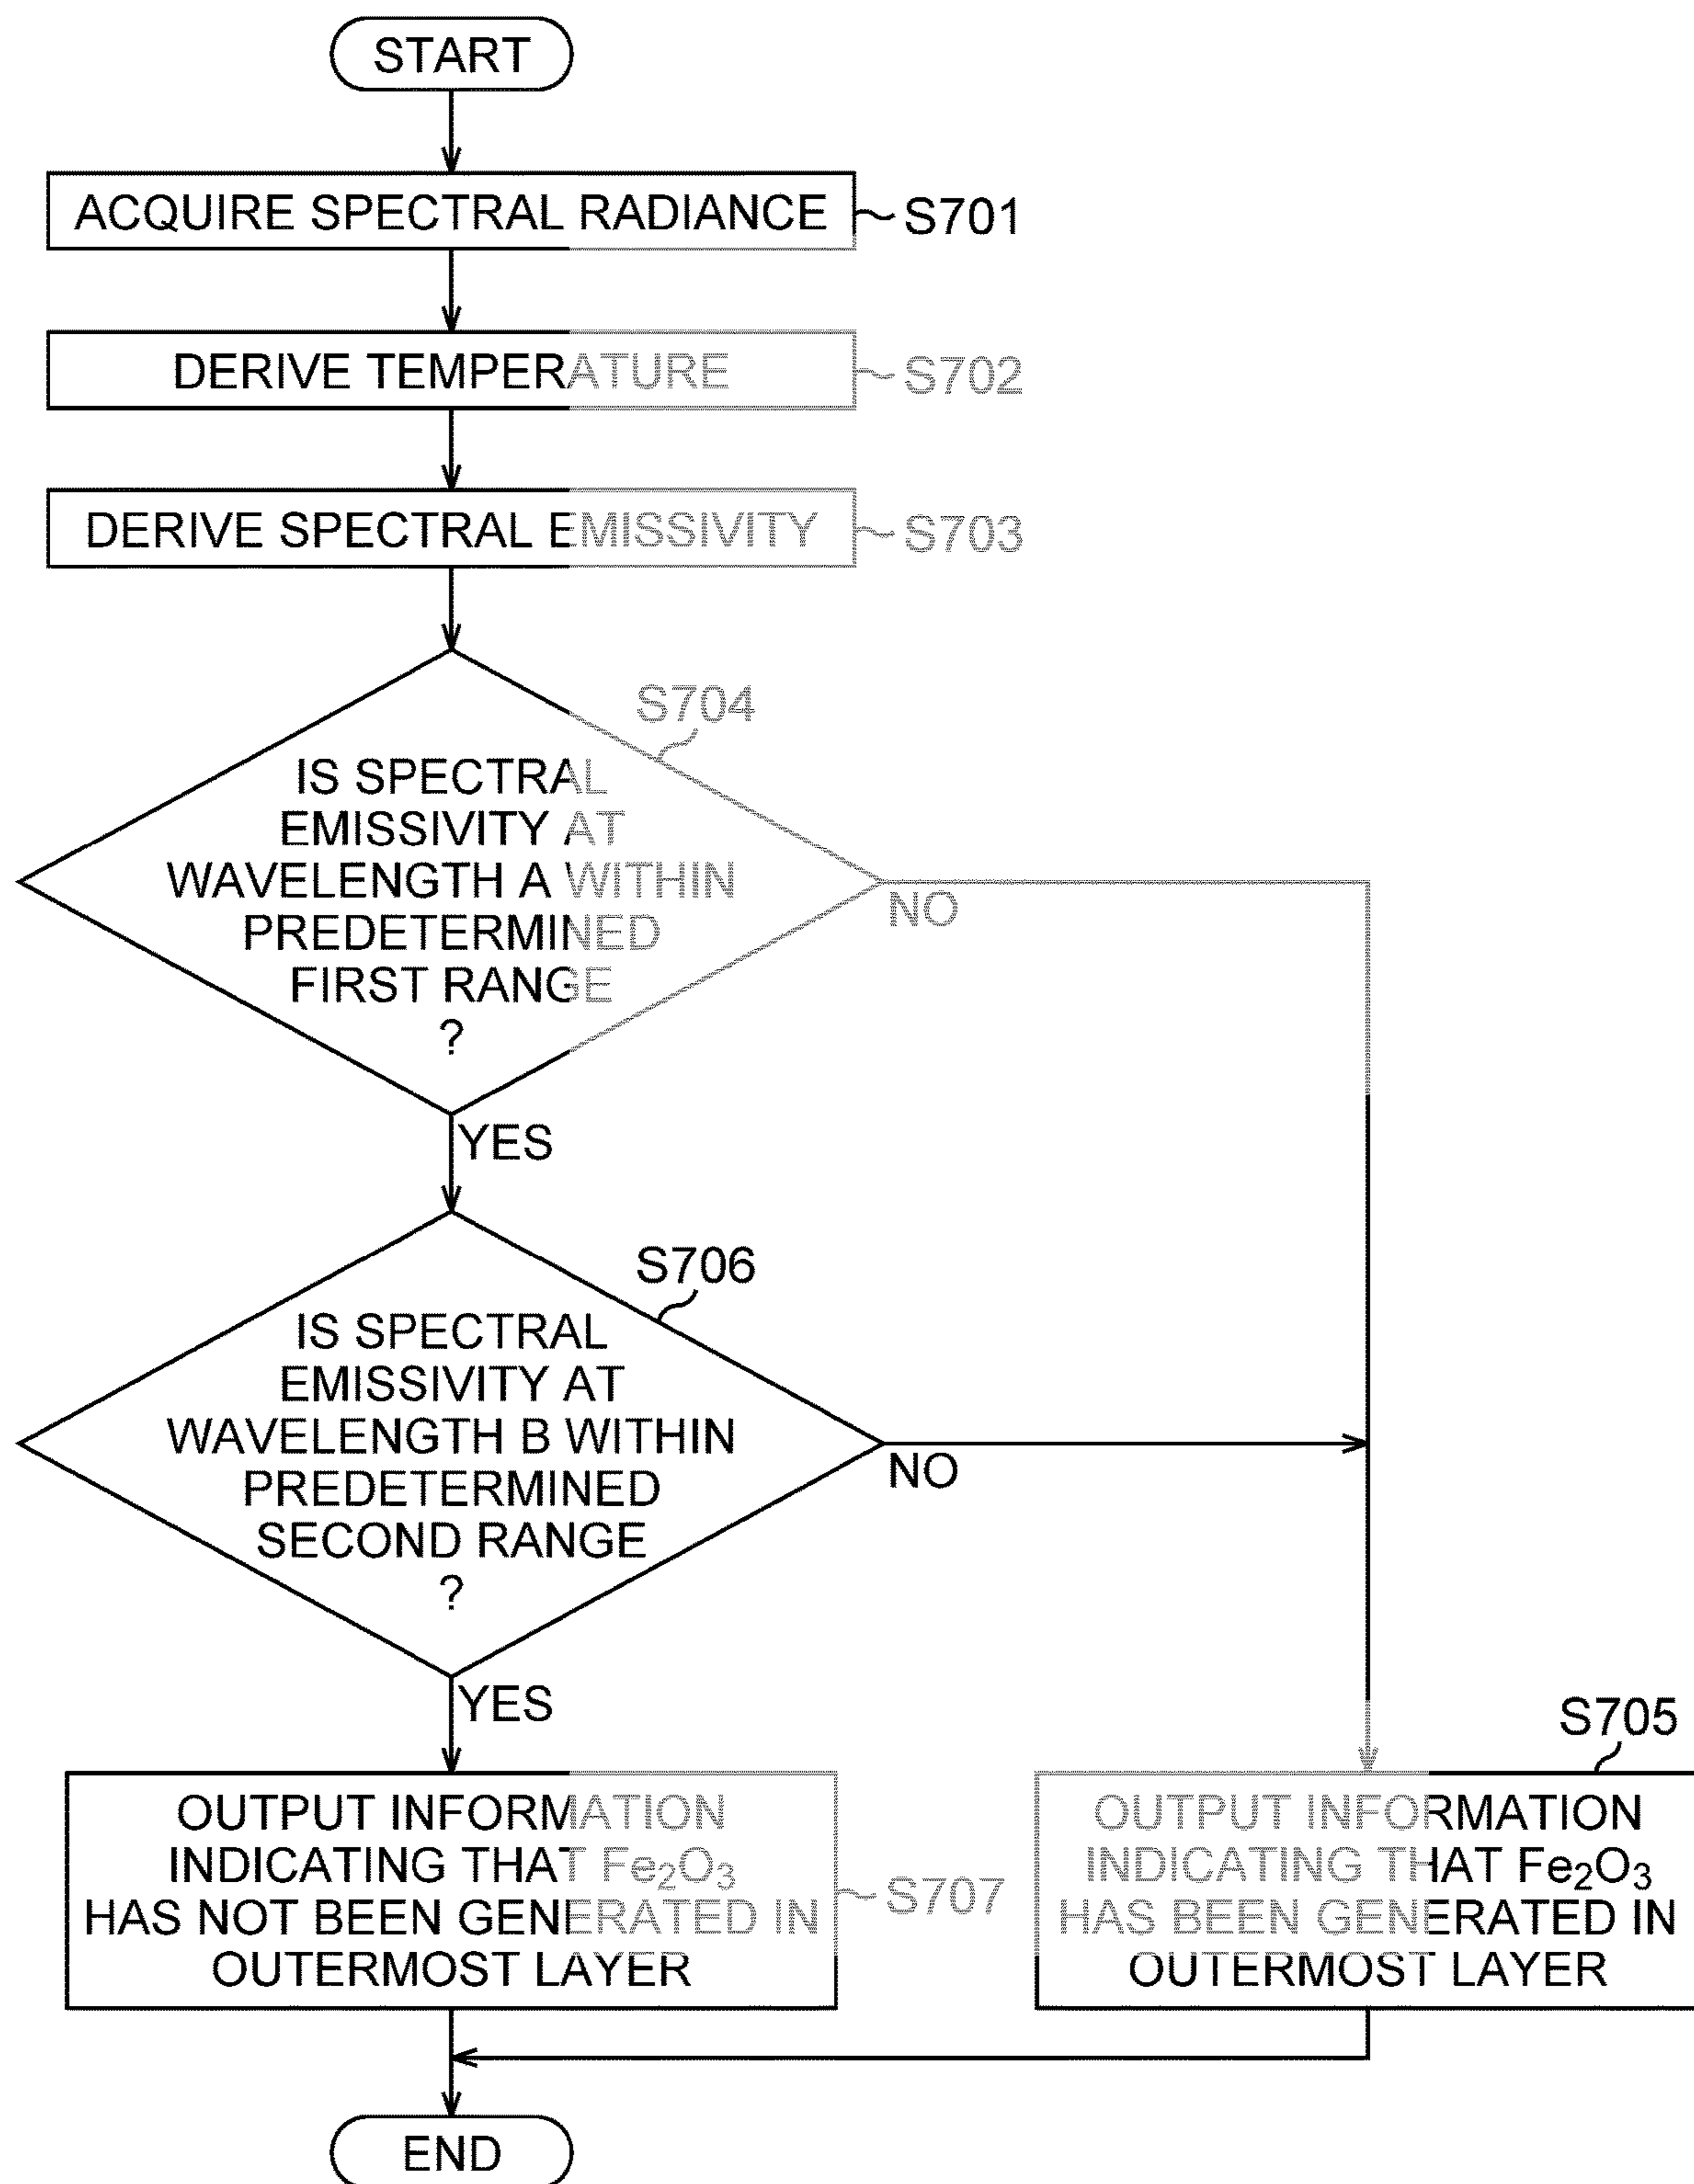 START
ACQUIRE SPECTRAL RADIANCE
S701
DERIVE TEMPERATURE
S702
DERIVE SPECTRAL EMISSIVITY
S703
S704
IS SPECTRAL
EMISSIVITY AT
WAVELENGTH A WITHIN
PREDETERMINED
FIRST RANGE
?
NO
YES
S706
IS SPECTRAL
EMISSIVITY AT
WAVELENGTH B WITHIN
PREDETERMINED
SECOND RANGE
?
NO
YES
OUTPUT INFORMATION
INDICATING THAT Fe₂O₃
HAS NOT BEEN GENERATED IN
OUTERMOST LAYER
S707
S705
OUTPUT INFORMATION
INDICATING THAT Fe₂O₃
HAS BEEN GENERATED IN
OUTERMOST LAYER
END